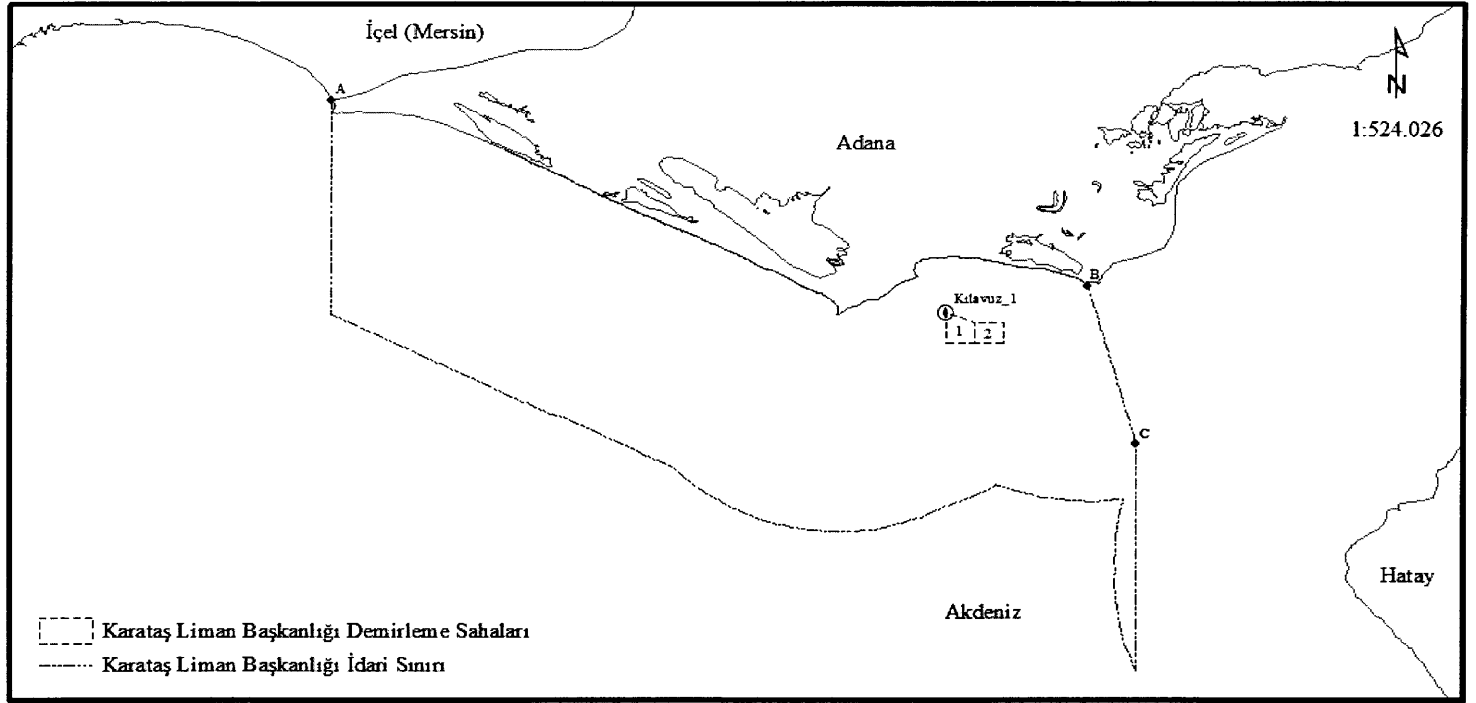 İçel (Mersin)
A
N
1:524.026
Adana
B
Kılavuz_1
1
2
C
Hatay
Akdeniz
Karataş Liman Başkanlığı Demirleme Sahaları
Karataş Liman Başkanlığı İdari Sınırı